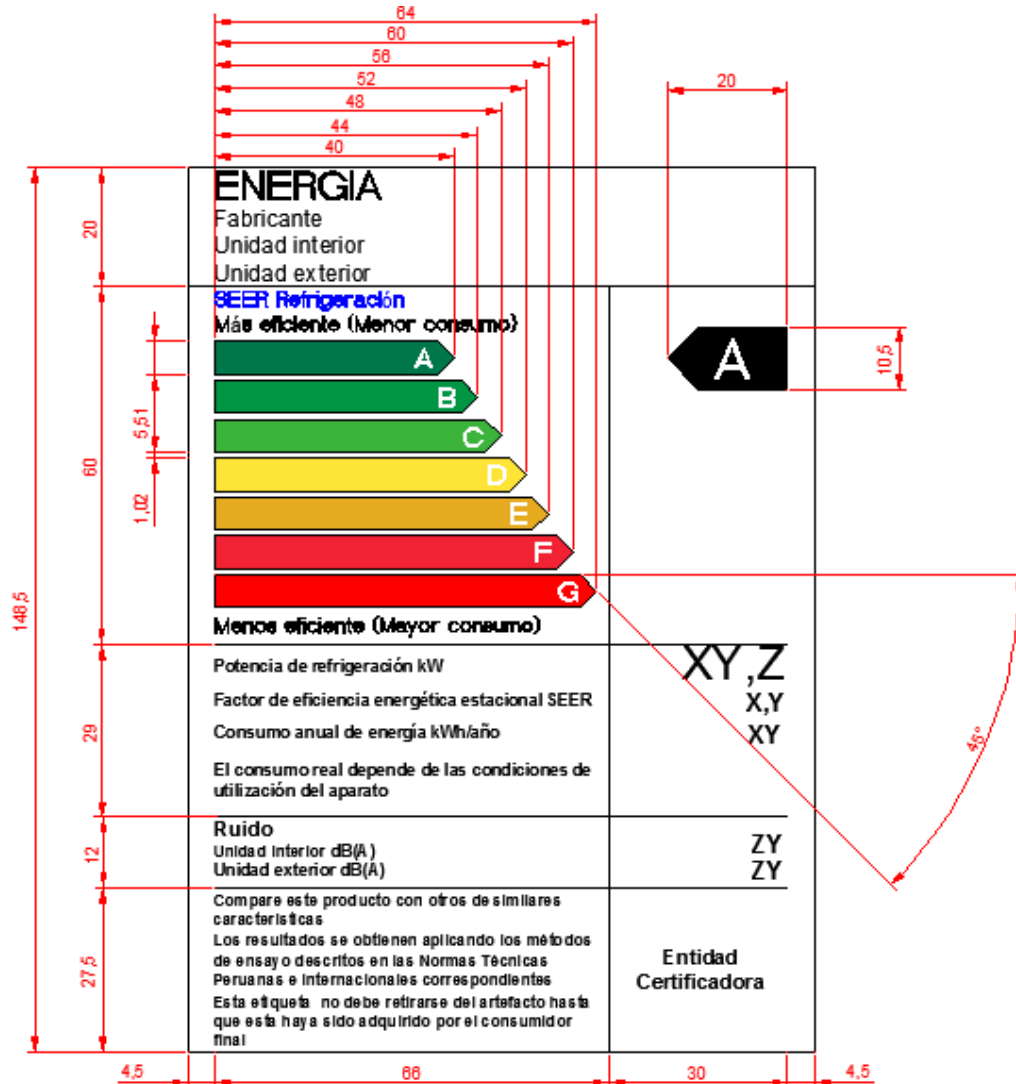 64
60
56
52
48
44
40
20
ENERGIA
Fabricante
Unidad interior
Unidad exterior
20
SEER Refrigeración
Más eficiente (Menor consumo)
A
B
C
D
E
F
G
Menos eficiente (Mayor consumo)
A
10,5
5,51
1,02
60
148,5
Potencia de refrigeración kW
XY,Z
Factor de eficiencia energética estacional SEER
X,Y
Consumo anual de energía kWh/año
XY
El consumo real depende de las condiciones de
utilización del aparato
29
45°
Ruido
Unidad interior dB(A)
ZY
Unidad exterior dB(A)
ZY
12
Compare este producto con otros de similares
características
Los resultados se obtienen aplicando los métodos
de ensayo descritos en las Normas Técnicas
Peruanas e Internacionales correspondientes
Esta etiqueta no debe retirarse del artefacto hasta
que esta haya sido adquirido por el consumidor
final
Entidad
Certificadora
27,5
4,5
66
30
4,5